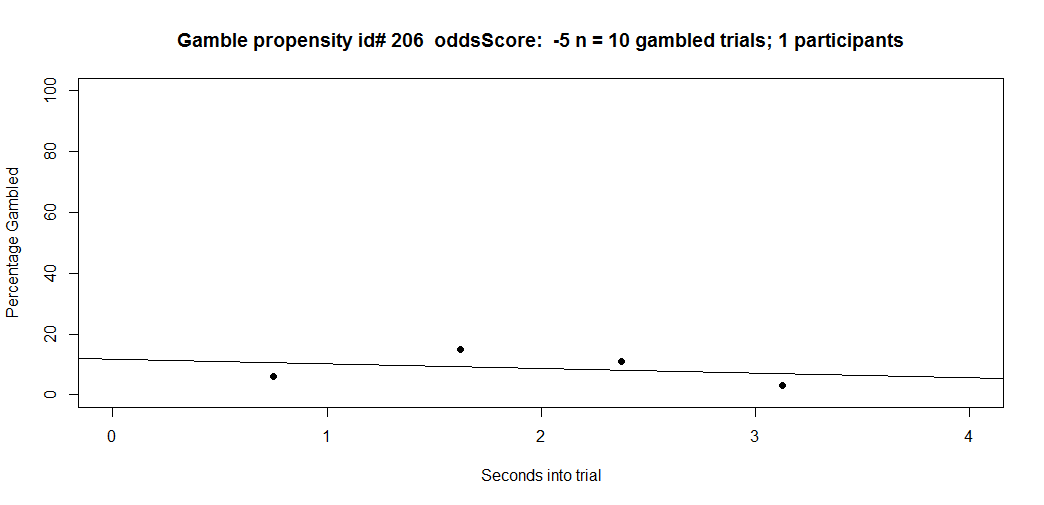 Gamble propensity id# 206  oddsScore:  -5 n = 10 gambled trials; 1 participants
Percentage Gambled
100
80
60
40
20
0
0 1 2 3 4
Seconds into trial